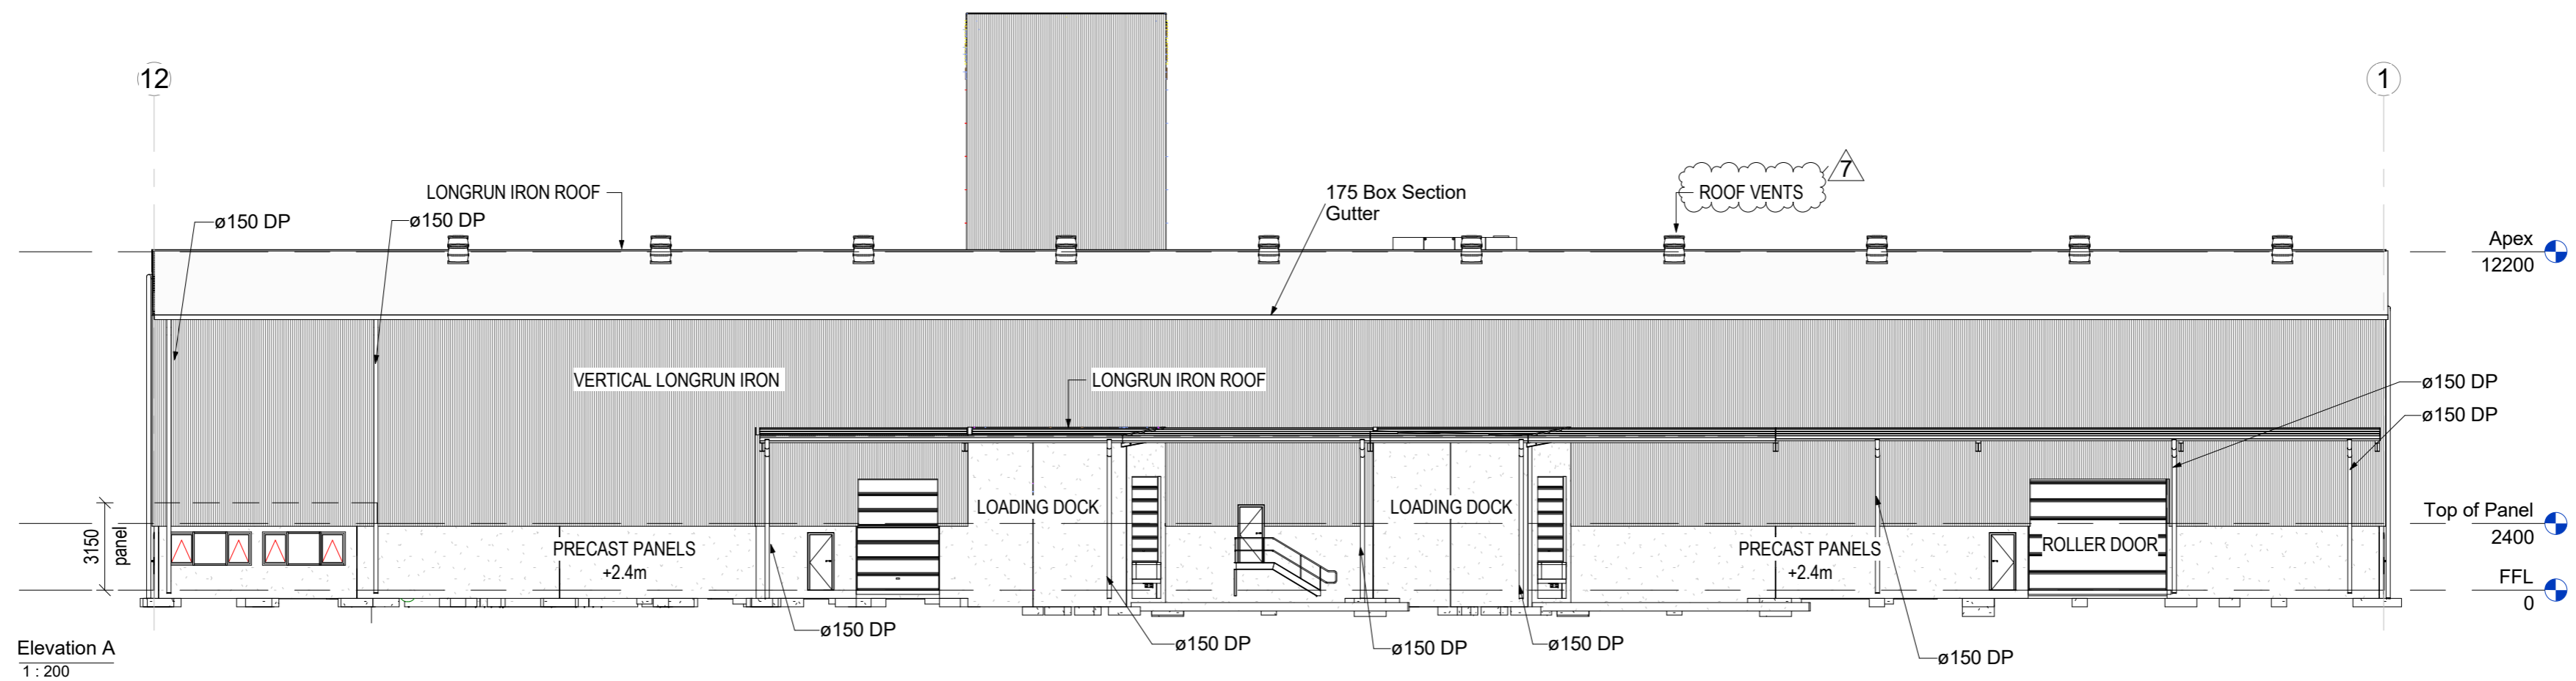 12
1
7
LONGRUN IRON ROOF
175 Box Section
Gutter
ROOF VENTS
ø150 DP
ø150 DP
Apex
12200
VERTICAL LONGRUN IRON
LONGRUN IRON ROOF
ø150 DP
ø150 DP
LOADING DOCK
LOADING DOCK
Top of Panel
2400
3150
panel
PRECAST PANELS
+2.4m
PRECAST PANELS
+2.4m
ROLLER DOOR
FFL
0
ø150 DP
ø150 DP
ø150 DP
ø150 DP
ø150 DP
Elevation A
1 : 200